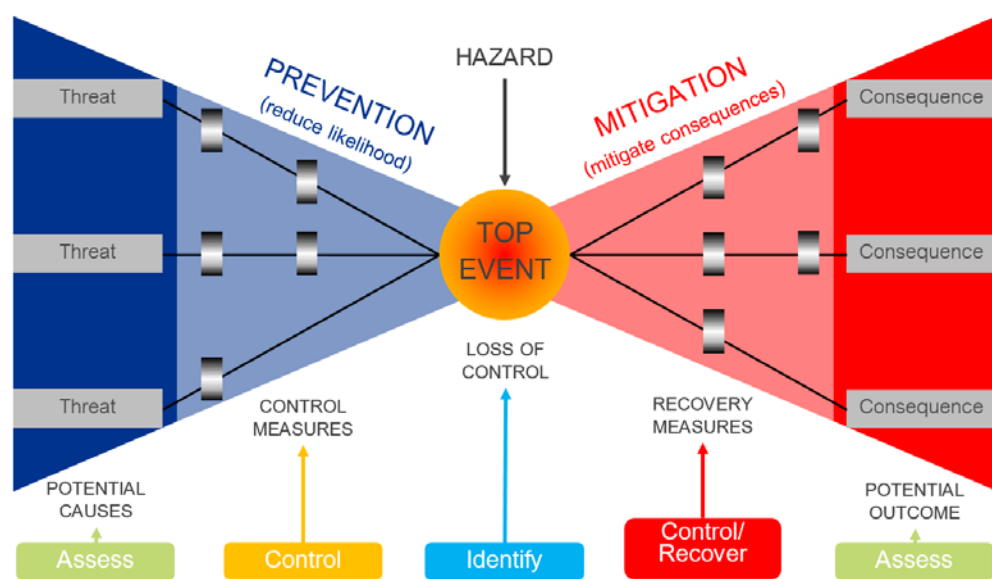 HAZARD
PREVENTION
(reduce likelihood)
MITIGATION
(mitigate consequences)
Threat
Consequence
TOP
EVENT
Threat
Consequence
Threat
Consequence
LOSS OF
CONTROL
CONTROL
MEASURES
RECOVERY
MEASURES
POTENTIAL
CAUSES
POTENTIAL
OUTCOME
Assess
Control
Identify
Control/
Recover
Assess